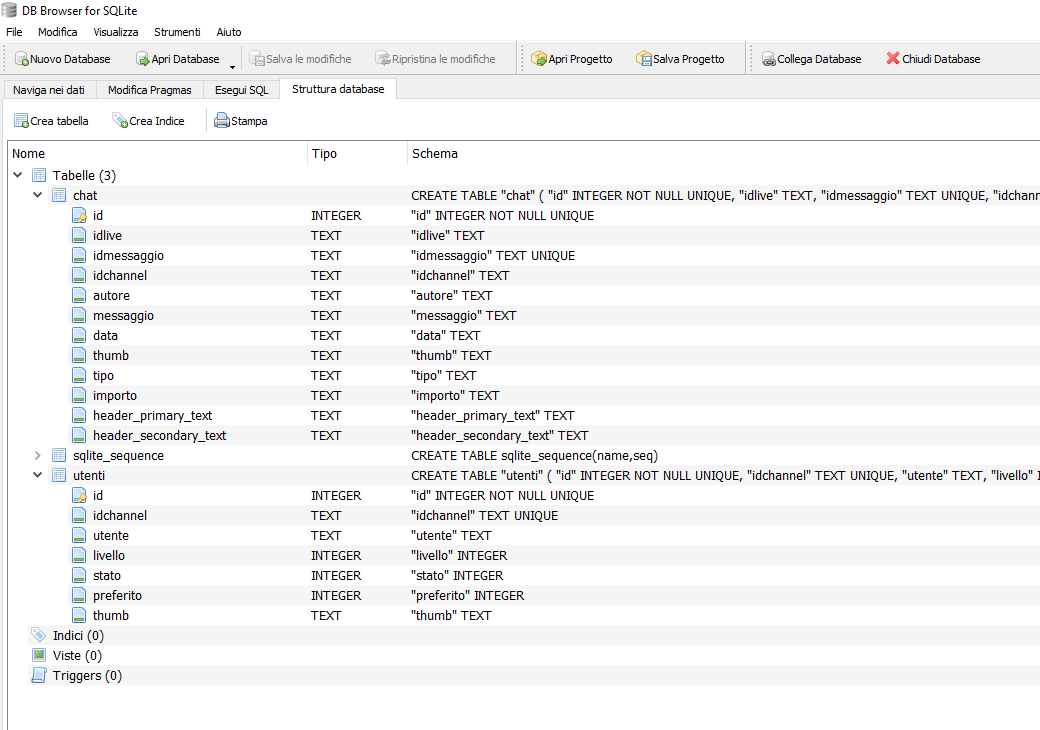 DB Browser for SQLite
File Modifica Visualizza Strumenti Aiuto
Nuovo Database Apri Database Salva le modifiche Ripristina le modifiche Apri Progetto Salva Progetto Collega Database Chiudi Database
Naviga nei dati Modifica Pragmas Esegui SQL Struttura database
Crea tabella Crea Indice Stampa
Nome Tipo Schema
Tabelle (3)
chat CREATE TABLE "chat" ( "id" INTEGER NOT NULL UNIQUE, "idlive" TEXT, "idmessaggio" TEXT UNIQUE, "idchann
id INTEGER "id" INTEGER NOT NULL UNIQUE
idlive TEXT "idlive" TEXT
idmessaggio TEXT "idmessaggio" TEXT UNIQUE
idchannel TEXT "idchannel" TEXT
autore TEXT "autore" TEXT
messaggio TEXT "messaggio" TEXT
data TEXT "data" TEXT
thumb TEXT "thumb" TEXT
tipo TEXT "tipo" TEXT
importo TEXT "importo" TEXT
header_primary_text TEXT "header_primary_text" TEXT
header_secondary_text TEXT "header_secondary_text" TEXT
sqlite_sequence CREATE TABLE sqlite_sequence(name,seq)
utenti CREATE TABLE "utenti" ( "id" INTEGER NOT NULL UNIQUE, "idchannel" TEXT UNIQUE, "utente" TEXT, "livello" I
id INTEGER "id" INTEGER NOT NULL UNIQUE
idchannel TEXT "idchannel" TEXT UNIQUE
utente TEXT "utente" TEXT
livello INTEGER "livello" INTEGER
stato INTEGER "stato" INTEGER
preferito INTEGER "preferito" INTEGER
thumb TEXT "thumb" TEXT
Indici (0)
Viste (0)
Triggers (0)